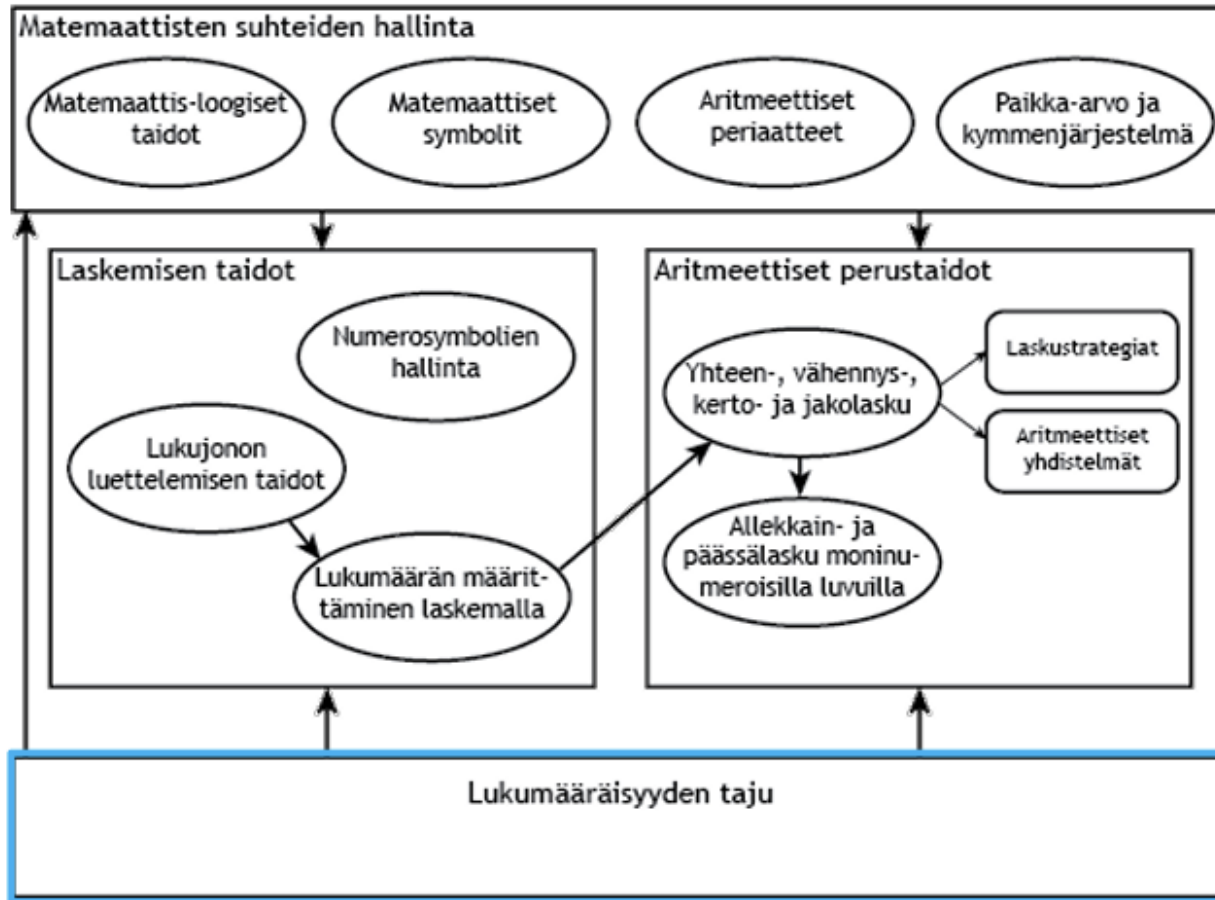 Matemaattisten suhteiden hallinta
Matemaattis-loogiset
taidot
Matemaattiset
symbolit
Aritmeettiset
periaatteet
Paikka-arvo ja
kymmenjärjestelmä
Laskemisen taidot
Numerosymbolien
hallinta
Lukujonon
luettelemisen taidot
Lukumäärän määrit-
täminen laskemalla
Aritmeettiset perustaidot
Yhteen-, vähennys-,
kerto- ja jakolasku
Laskustrategiat
Aritmeettiset
yhdistelmät
Allekkain- ja
päässälasku moninu-
meroisilla luvuilla
Lukumääräisyyden taju